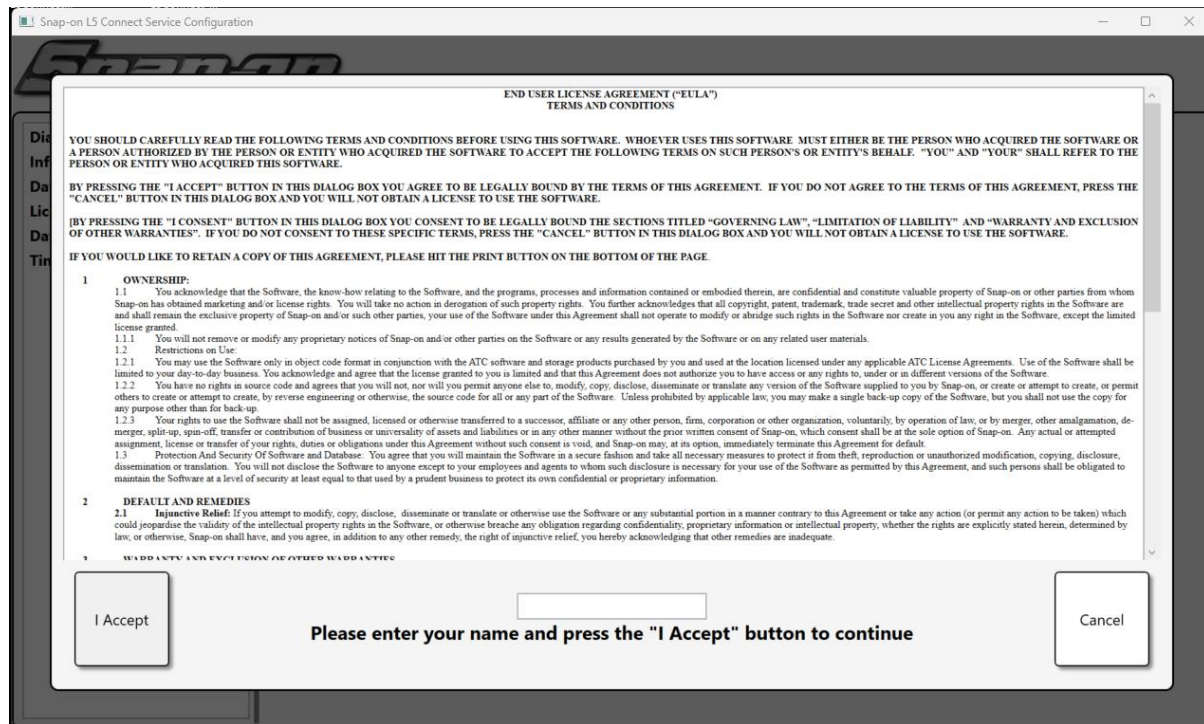 Snap-on L5 Connect Service Configuration
Snap-on
END USER LICENSE AGREEMENT (“EULA”)
TERMS AND CONDITIONS
YOU SHOULD CAREFULLY READ THE FOLLOWING TERMS AND CONDITIONS BEFORE USING THIS SOFTWARE. WHOEVER USES THIS SOFTWARE MUST EITHER BE THE PERSON WHO ACQUIRED THE SOFTWARE OR
A PERSON AUTHORIZED BY THE PERSON OR ENTITY WHO ACQUIRED THE SOFTWARE TO ACCEPT THE FOLLOWING TERMS ON SUCH PERSON'S OR ENTITY'S BEHALF. "YOU" AND "YOUR" SHALL REFER TO THE
PERSON OR ENTITY WHO ACQUIRED THIS SOFTWARE.
BY PRESSING THE "I ACCEPT" BUTTON IN THIS DIALOG BOX YOU AGREE TO BE LEGALLY BOUND BY THE TERMS OF THIS AGREEMENT. IF YOU DO NOT AGREE TO THE TERMS OF THIS AGREEMENT, PRESS THE
"CANCEL" BUTTON IN THIS DIALOG BOX AND YOU WILL NOT OBTAIN A LICENSE TO USE THE SOFTWARE.
[BY PRESSING THE "I CONSENT" BUTTON IN THIS DIALOG BOX YOU CONSENT TO BE LEGALLY BOUND THE SECTIONS TITLED “GOVERNING LAW”, “LIMITATION OF LIABILITY” AND “WARRANTY AND EXCLUSION
OF OTHER WARRANTIES”. IF YOU DO NOT CONSENT TO THESE SPECIFIC TERMS, PRESS THE "CANCEL" BUTTON IN THIS DIALOG BOX AND YOU WILL NOT OBTAIN A LICENSE TO USE THE SOFTWARE.
IF YOU WOULD LIKE TO RETAIN A COPY OF THIS AGREEMENT, PLEASE HIT THE PRINT BUTTON ON THE BOTTOM OF THE PAGE.
1 OWNERSHIP:
1.1 You acknowledge that the Software, the know-how relating to the Software, and the programs, processes and information contained or embodied therein, are confidential and constitute valuable property of Snap-on or other parties from whom
Snap-on has obtained marketing and/or license rights. You will take no action in derogation of such property rights. You further acknowledges that all copyright, patent, trademark, trade secret and other intellectual property rights in the Software are
and shall remain the exclusive property of Snap-on and/or such other parties, your use of the Software under this Agreement shall not operate to modify or abridge such rights in the Software nor create in you any right in the Software, except the limited
license granted.
1.1.1 You will not remove or modify any proprietary notices of Snap-on and/or other parties on the Software or any results generated by the Software or on any related user materials.
1.2 Restrictions on Use:
1.2.1 You may use the Software only in object code format in conjunction with the ATC software and storage products purchased by you and used at the location licensed under any applicable ATC License Agreements. Use of the Software shall be
limited to your day-to-day business. You acknowledge and agree that the license granted to you is limited and that this Agreement does not authorize you to have access or any rights to, under or in different versions of the Software.
1.2.2 You have no rights in source code and agrees that you will not, nor will you permit anyone else to, modify, copy, disclose, disseminate or translate any version of the Software supplied to you by Snap-on, or create or attempt to create, or permit
others to create or attempt to create, by reverse engineering or otherwise, the source code for all or any part of the Software. Unless prohibited by applicable law, you may make a single back-up copy of the Software, but you shall not use the copy for
any purpose other than for back-up.
1.2.3 Your rights to use the Software shall not be assigned, licensed or otherwise transferred to a successor, affiliate or any other person, firm, corporation or other organization, voluntarily, by operation of law, or by merger, other amalgamation, de-
merger, split-up, spin-off, transfer or contribution of business or universality of assets and liabilities or in any other manner without the prior written consent of Snap-on, which consent shall be at the sole option of Snap-on. Any actual or attempted
assignment, license or transfer of your rights, duties or obligations under this Agreement without such consent is void, and Snap-on may, at its option, immediately terminate this Agreement for default.
1.3 Protection And Security Of Software and Database: You agree that you will maintain the Software in a secure fashion and take all necessary measures to protect it from theft, reproduction or unauthorized modification, copying, disclosure,
dissemination or translation. You will not disclose the Software to anyone except to your employees and agents to whom such disclosure is necessary for your use of the Software as permitted by this Agreement, and such persons shall be obligated to
maintain the Software at a level of security at least equal to that used by a prudent business to protect its own confidential or proprietary information.
2 DEFAULT AND REMEDIES
2.1 Injunctive Relief: If you attempt to modify, copy, disclose, disseminate or translate or otherwise use the Software or any substantial portion in a manner contrary to this Agreement or take any action (or permit any action to be taken) which
could jeopardise the validity of the intellectual property rights in the Software, or otherwise breache any obligation regarding confidentiality, proprietary information or intellectual property, whether the rights are explicitly stated herein, determined by
law, or otherwise, Snap-on shall have, and you agree, in addition to any other remedy, the right of injunctive relief, you hereby acknowledging that other remedies are inadequate.
3 WARRANTY AND EXCLUSION OF OTHER WARRANTIES
Dia
Inf
Da
Lic
Da
Tin
I Accept
Please enter your name and press the "I Accept" button to continue
Cancel